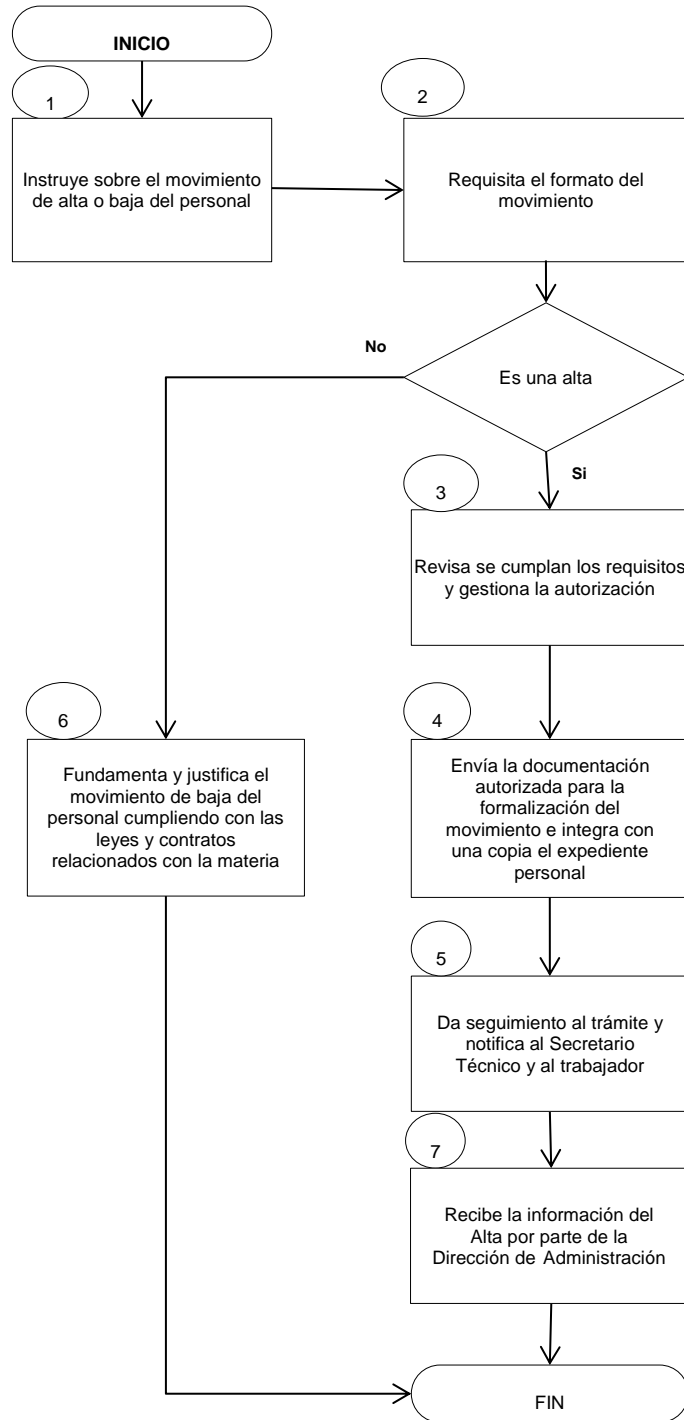 INICIO
1
Instruye sobre el movimiento
de alta o baja del personal
2
Requisita el formato del
movimiento
Es una alta
No
Si
3
Revisa se cumplan los requisitos
y gestiona la autorización
4
Envía la documentación
autorizada para la
formalización del
movimiento e integra con
una copia el expediente
personal
6
Fundamenta y justifica el
movimiento de baja del
personal cumpliendo con las
leyes y contratos
relacionados con la materia
5
Da seguimiento al trámite y
notifica al Secretario
Técnico y al trabajador
7
Recibe la información del
Alta por parte de la
Dirección de Administración
FIN